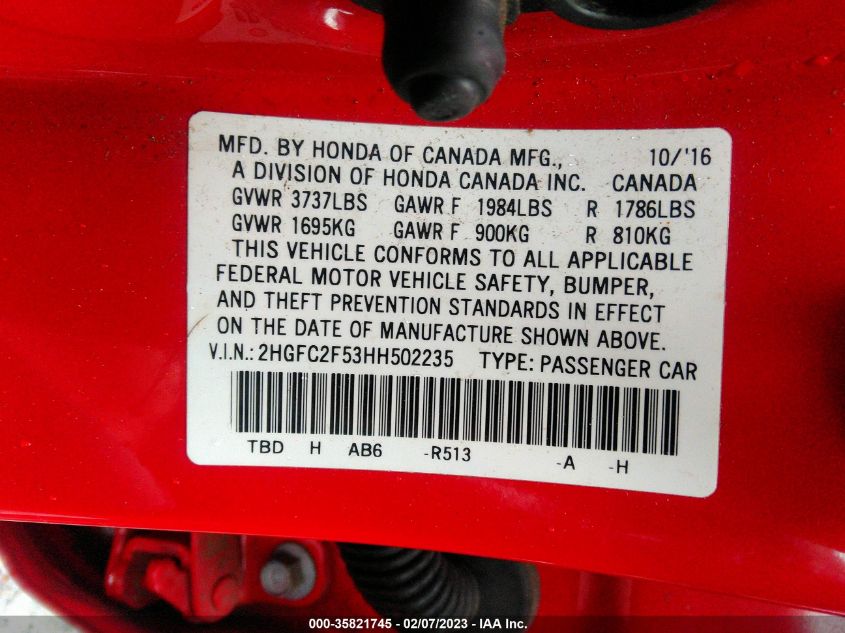 MFD. BY HONDA OF CANADA MFG., 10/'16
A DIVISION OF HONDA CANADA INC. CANADA
GVWR 3737LBS GAWR F 1984LBS R 1786LBS
GVWR 1695KG GAWR F 900KG R 810KG
THIS VEHICLE CONFORMS TO ALL APPLICABLE
FEDERAL MOTOR VEHICLE SAFETY, BUMPER,
AND THEFT PREVENTION STANDARDS IN EFFECT
ON THE DATE OF MANUFACTURE SHOWN ABOVE.
V.I.N.: 2HGFC2F53HH502235 TYPE: PASSENGER CAR
TBD H AB6 -R513 -A -H
000-35821745 — 02/07/2023 - IAA Inc.